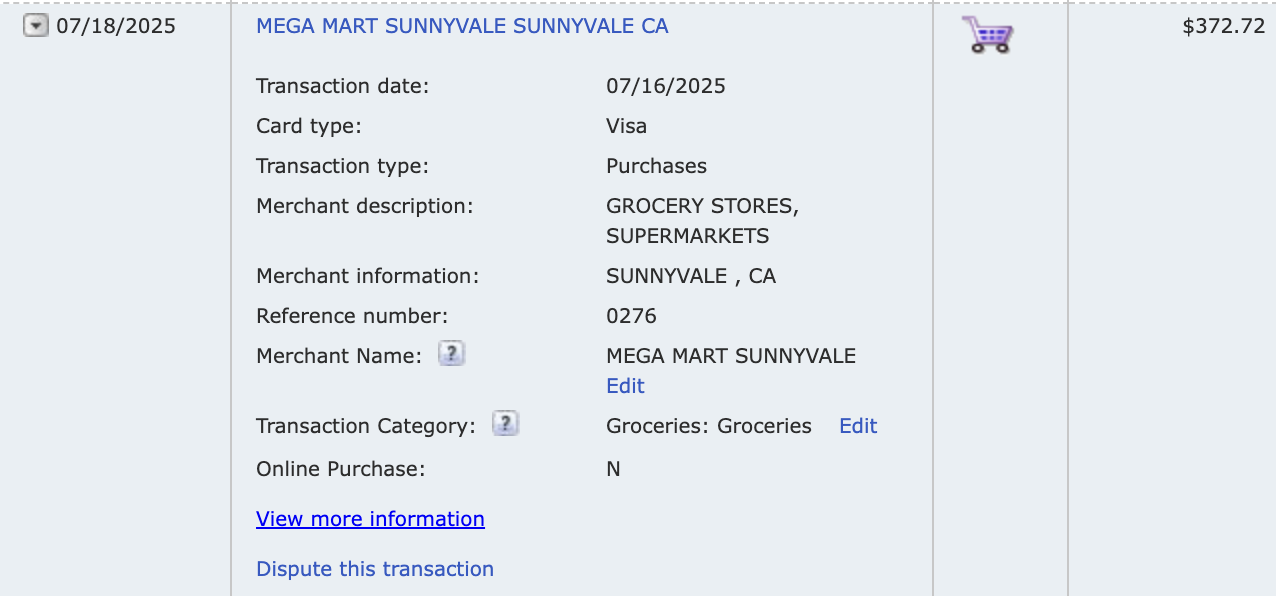 07/18/2025 MEGA MART SUNNYVALE SUNNYVALE CA $372.72
Transaction date: 07/16/2025
Card type: Visa
Transaction type: Purchases
Merchant description: GROCERY STORES,
SUPERMARKETS
Merchant information: SUNNYVALE , CA
Reference number: 0276
Merchant Name: ? MEGA MART SUNNYVALE
Edit
Transaction Category: ? Groceries: Groceries Edit
Online Purchase: N
View more information
Dispute this transaction